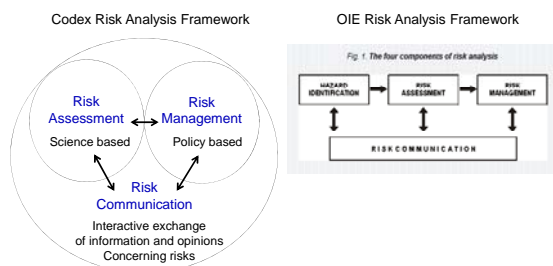 Codex Risk Analysis Framework
Risk
Assessment
Science based
Risk
Management
Policy based
Risk
Communication
Interactive exchange
of information and opinions
Concerning risks
OIE Risk Analysis Framework
Fig. 1. The four components of risk analysis
HAZARD
IDENTIFICATION
RISK
ASSESSMENT
RISK
MANAGEMENT
RISK COMMUNICATION